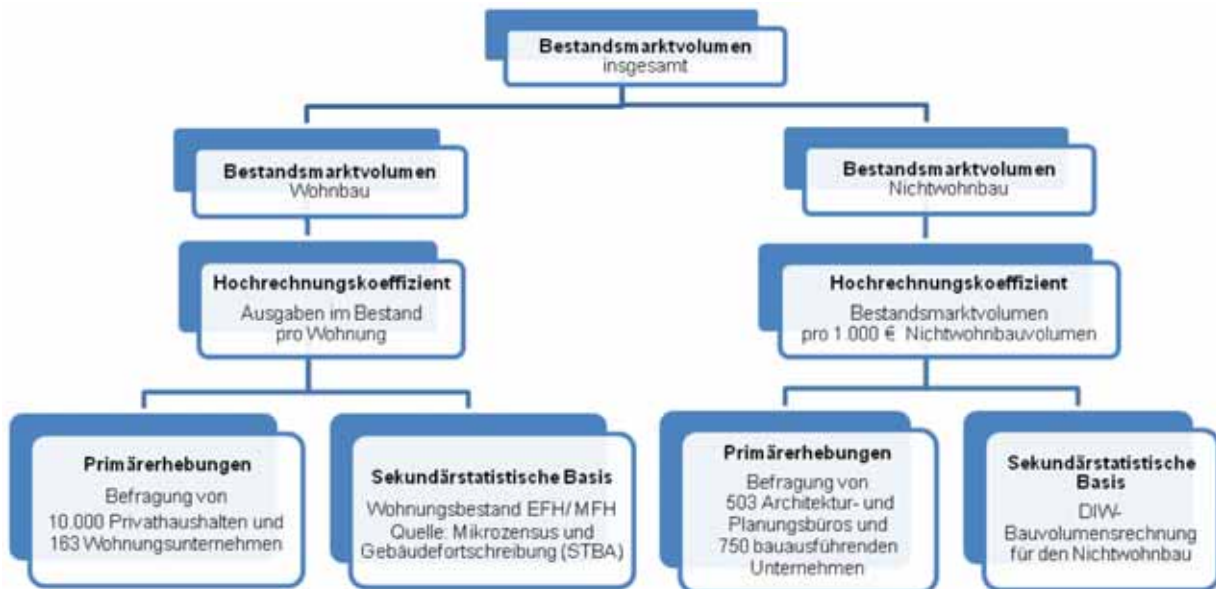 Bestandsmarktvolumen
insgesamt
Bestandsmarktvolumen
Wohnbau
Bestandsmarktvolumen
Nichtwohnbau
Hochrechnungskoeffizient
Ausgaben im Bestand
pro Wohnung
Hochrechnungskoeffizient
Bestandsmarktvolumen
pro 1.000 € Nichtwohnbauvolumen
Primärerhebungen
Befragung von
10.000 Privathaushalten und
163 Wohnungsunternehmen
Sekundärstatistische Basis
Wohnungsbestand EFH/ MFH
Quelle: Mikrozensus und
Gebäudefortschreibung (STBA)
Primärerhebungen
Befragung von
503 Architektur- und
Planungsbüros und
750 bauausführenden
Unternehmen
Sekundärstatistische
Basis
DIW-
Bauvolumensrechnung
für den Nichtwohnbau